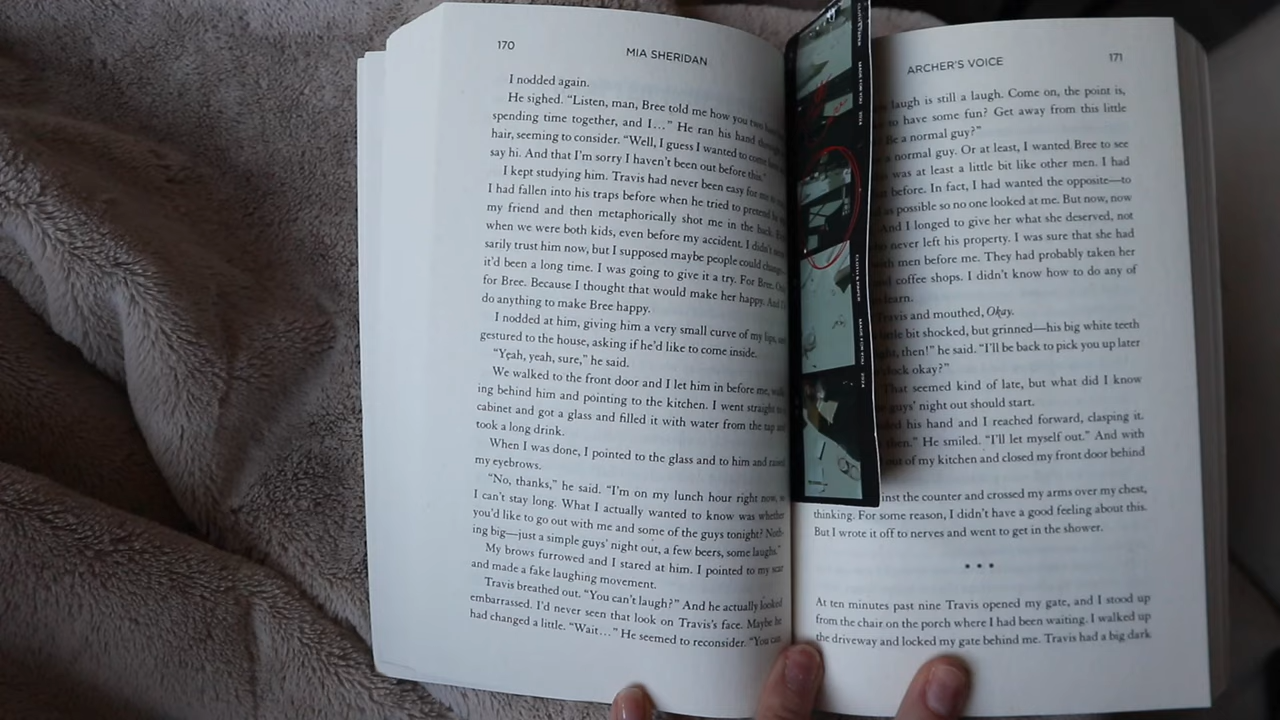 170
MIA SHERIDAN
I nodded again.
He sighed. “Listen, man, Bree told me how you two
spending time together, and I…” He ran his hand through
hair, seeming to consider. “Well, I guess I wanted to come
say hi. And that I’m sorry I haven’t been out before this.”
I kept studying him. Travis had never been easy for me
I had fallen into his traps before when he tried to pretend
my friend and then metaphorically shot me in the back.
when we were both kids, even before my accident. I didn’t
sarily trust him now, but I supposed maybe people could
it’d been a long time. I was going to give it a try. For Bree.
for Bree. Because I thought that would make her happy. And
do anything to make Bree happy.
I nodded at him, giving him a very small curve of my lips,
gestured to the house, asking if he’d like to come inside.
“Yeah, yeah, sure,” he said.
We walked to the front door and I let him in before me,
ing behind him and pointing to the kitchen. I went straight
cabinet and got a glass and filled it with water from the tap
took a long drink.
When I was done, I pointed to the glass and to him and raised
my eyebrows.
“No, thanks,” he said. “I’m on my lunch hour right now,
I can’t stay long. What I actually wanted to know was whether
you’d like to go out with me and some of the guys tonight? Noth-
ing big—just a simple guys’ night out, a few beers, some laughs.”
My brows furrowed and I stared at him. I pointed to my scar
and made a fake laughing movement.
Travis breathed out. “You can’t laugh?” And he actually looked
embarrassed. I’d never seen that look on Travis’s face. Maybe he
had changed a little. “Wait…” He seemed to reconsider. “You can
ARCHER’S VOICE
171
laugh is still a laugh. Come on, the point is,
to have some fun? Get away from this little
Be a normal guy?”
a normal guy. Or at least, I wanted Bree to see
was at least a little bit like other men. I had
before. In fact, I had wanted the opposite—to
as possible so no one looked at me. But now, now
And I longed to give her what she deserved, not
never left his property. I was sure that she had
with men before me. They had probably taken her
coffee shops. I didn’t know how to do any of
learn.
Travis and mouthed, Okay.
little bit shocked, but grinned—his big white teeth
then!” he said. “I’ll be back to pick you up later
okay?”
That seemed kind of late, but what did I know
guys’ night out should start.
his hand and I reached forward, clasping it.
then.” He smiled. “I’ll let myself out.” And with
out of my kitchen and closed my front door behind
inst the counter and crossed my arms over my chest,
thinking. For some reason, I didn’t have a good feeling about this.
But I wrote it off to nerves and went to get in the shower.
• • •
At ten minutes past nine Travis opened my gate, and I stood up
from the chair on the porch where I had been waiting. I walked up
the driveway and locked my gate behind me. Travis had a big dark